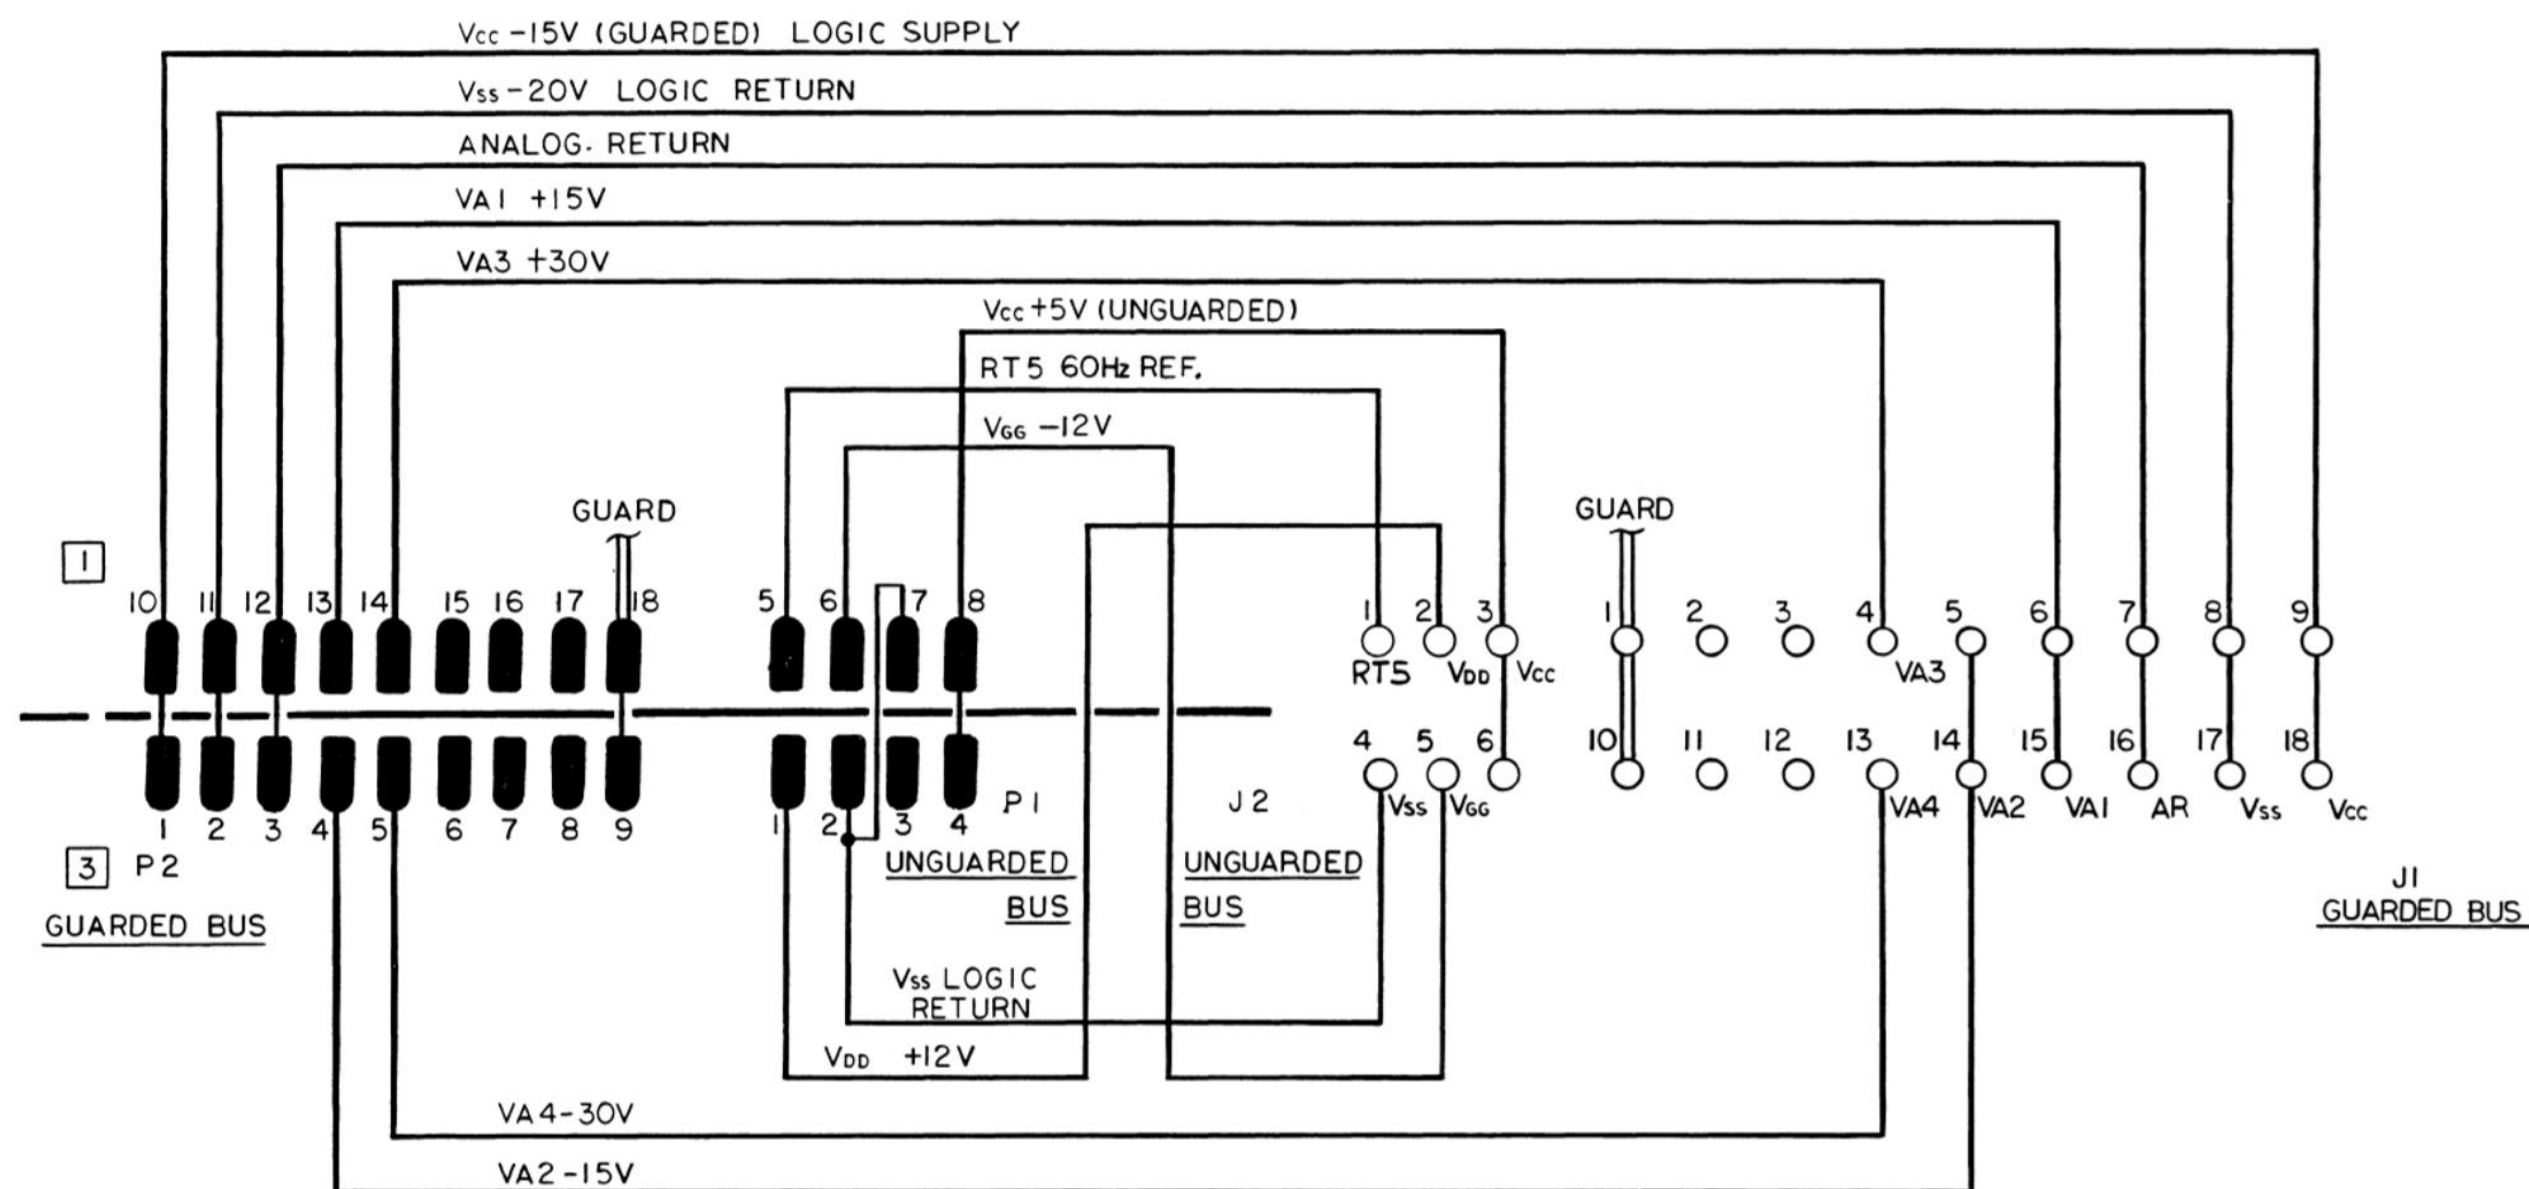 Vcc -15V (GUARDED) LOGIC SUPPLY
Vss -20V LOGIC RETURN
ANALOG. RETURN
VA1 +15V
VA3 +30V
Vcc +5V (UNGUARDED)
RT5 60Hz REF.
VGG -12V
GUARD
GUARD
1
10 11 12 13 14 15 16 17 18
5 6 7 8
1 2 3
1 2 3 4 5 6 7 8 9
RT5 VDD Vcc
VA3
4 5 6
10 11 12 13 14 15 16 17 18
Vss VGG
VA4 VA2 VA1 AR Vss Vcc
1 2 3 4 5 6 7 8 9
1 2 3 4
P1
J2
3 P2
GUARDED BUS
UNGUARDED
BUS
UNGUARDED
BUS
J1
GUARDED BUS
Vss LOGIC
RETURN
VDD +12V
VA4-30V
VA2-15V